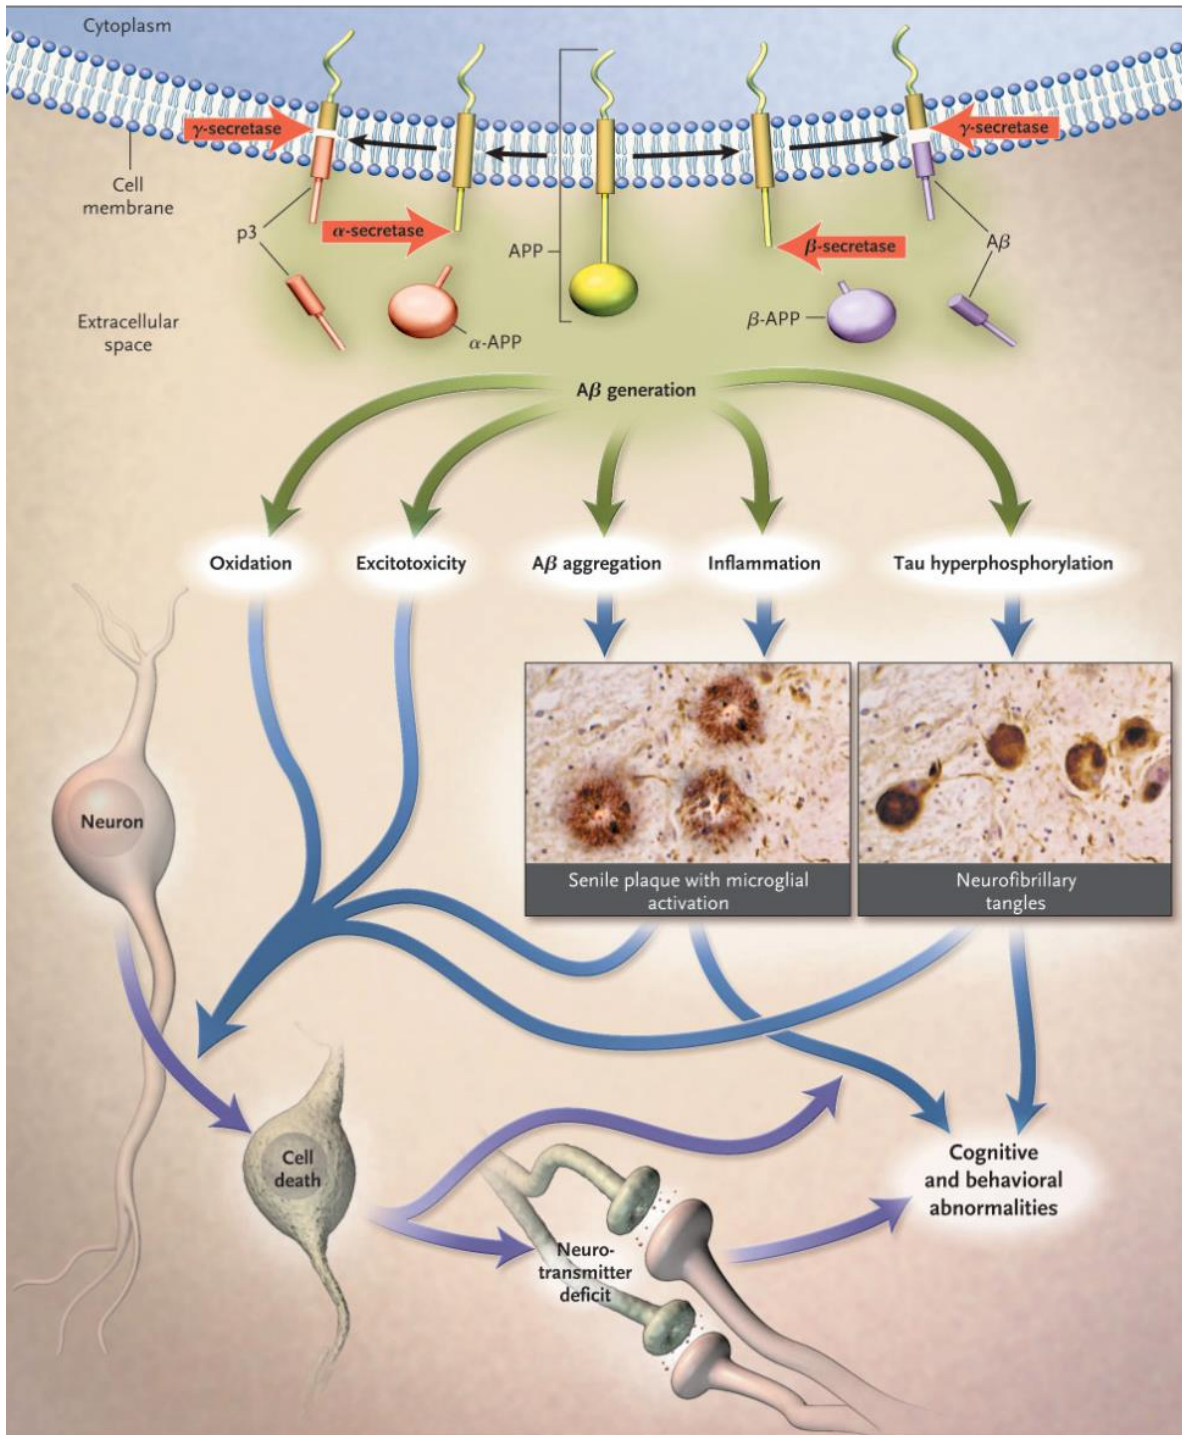 Cytoplasm
γ-secretase
γ-secretase
Cell
membrane
p3
α-secretase
APP
β-secretase
Aβ
Extracellular
space
α-APP
β-APP
Aβ generation
Oxidation
Excitotoxicity
Aβ aggregation
Inflammation
Tau hyperphosphorylation
Neuron
Senile plaque with microglial
activation
Neurofibrillary
tangles
Cell
death
Cognitive
and behavioral
abnormalities
Neuro-
transmitter
deficit